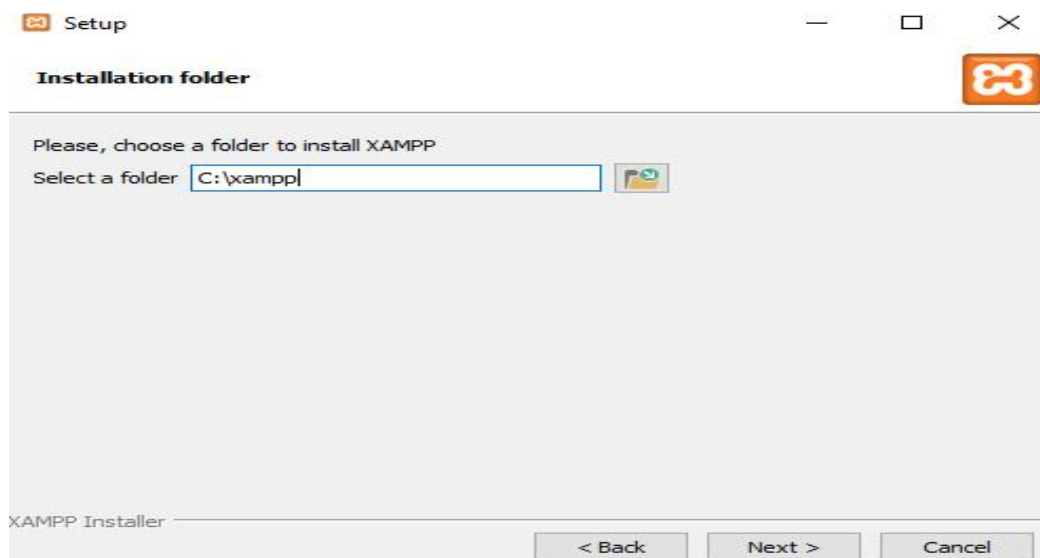 Setup
Installation folder
Please, choose a folder to install XAMPP
Select a folder C:\xampp
XAMPP Installer
< Back Next > Cancel